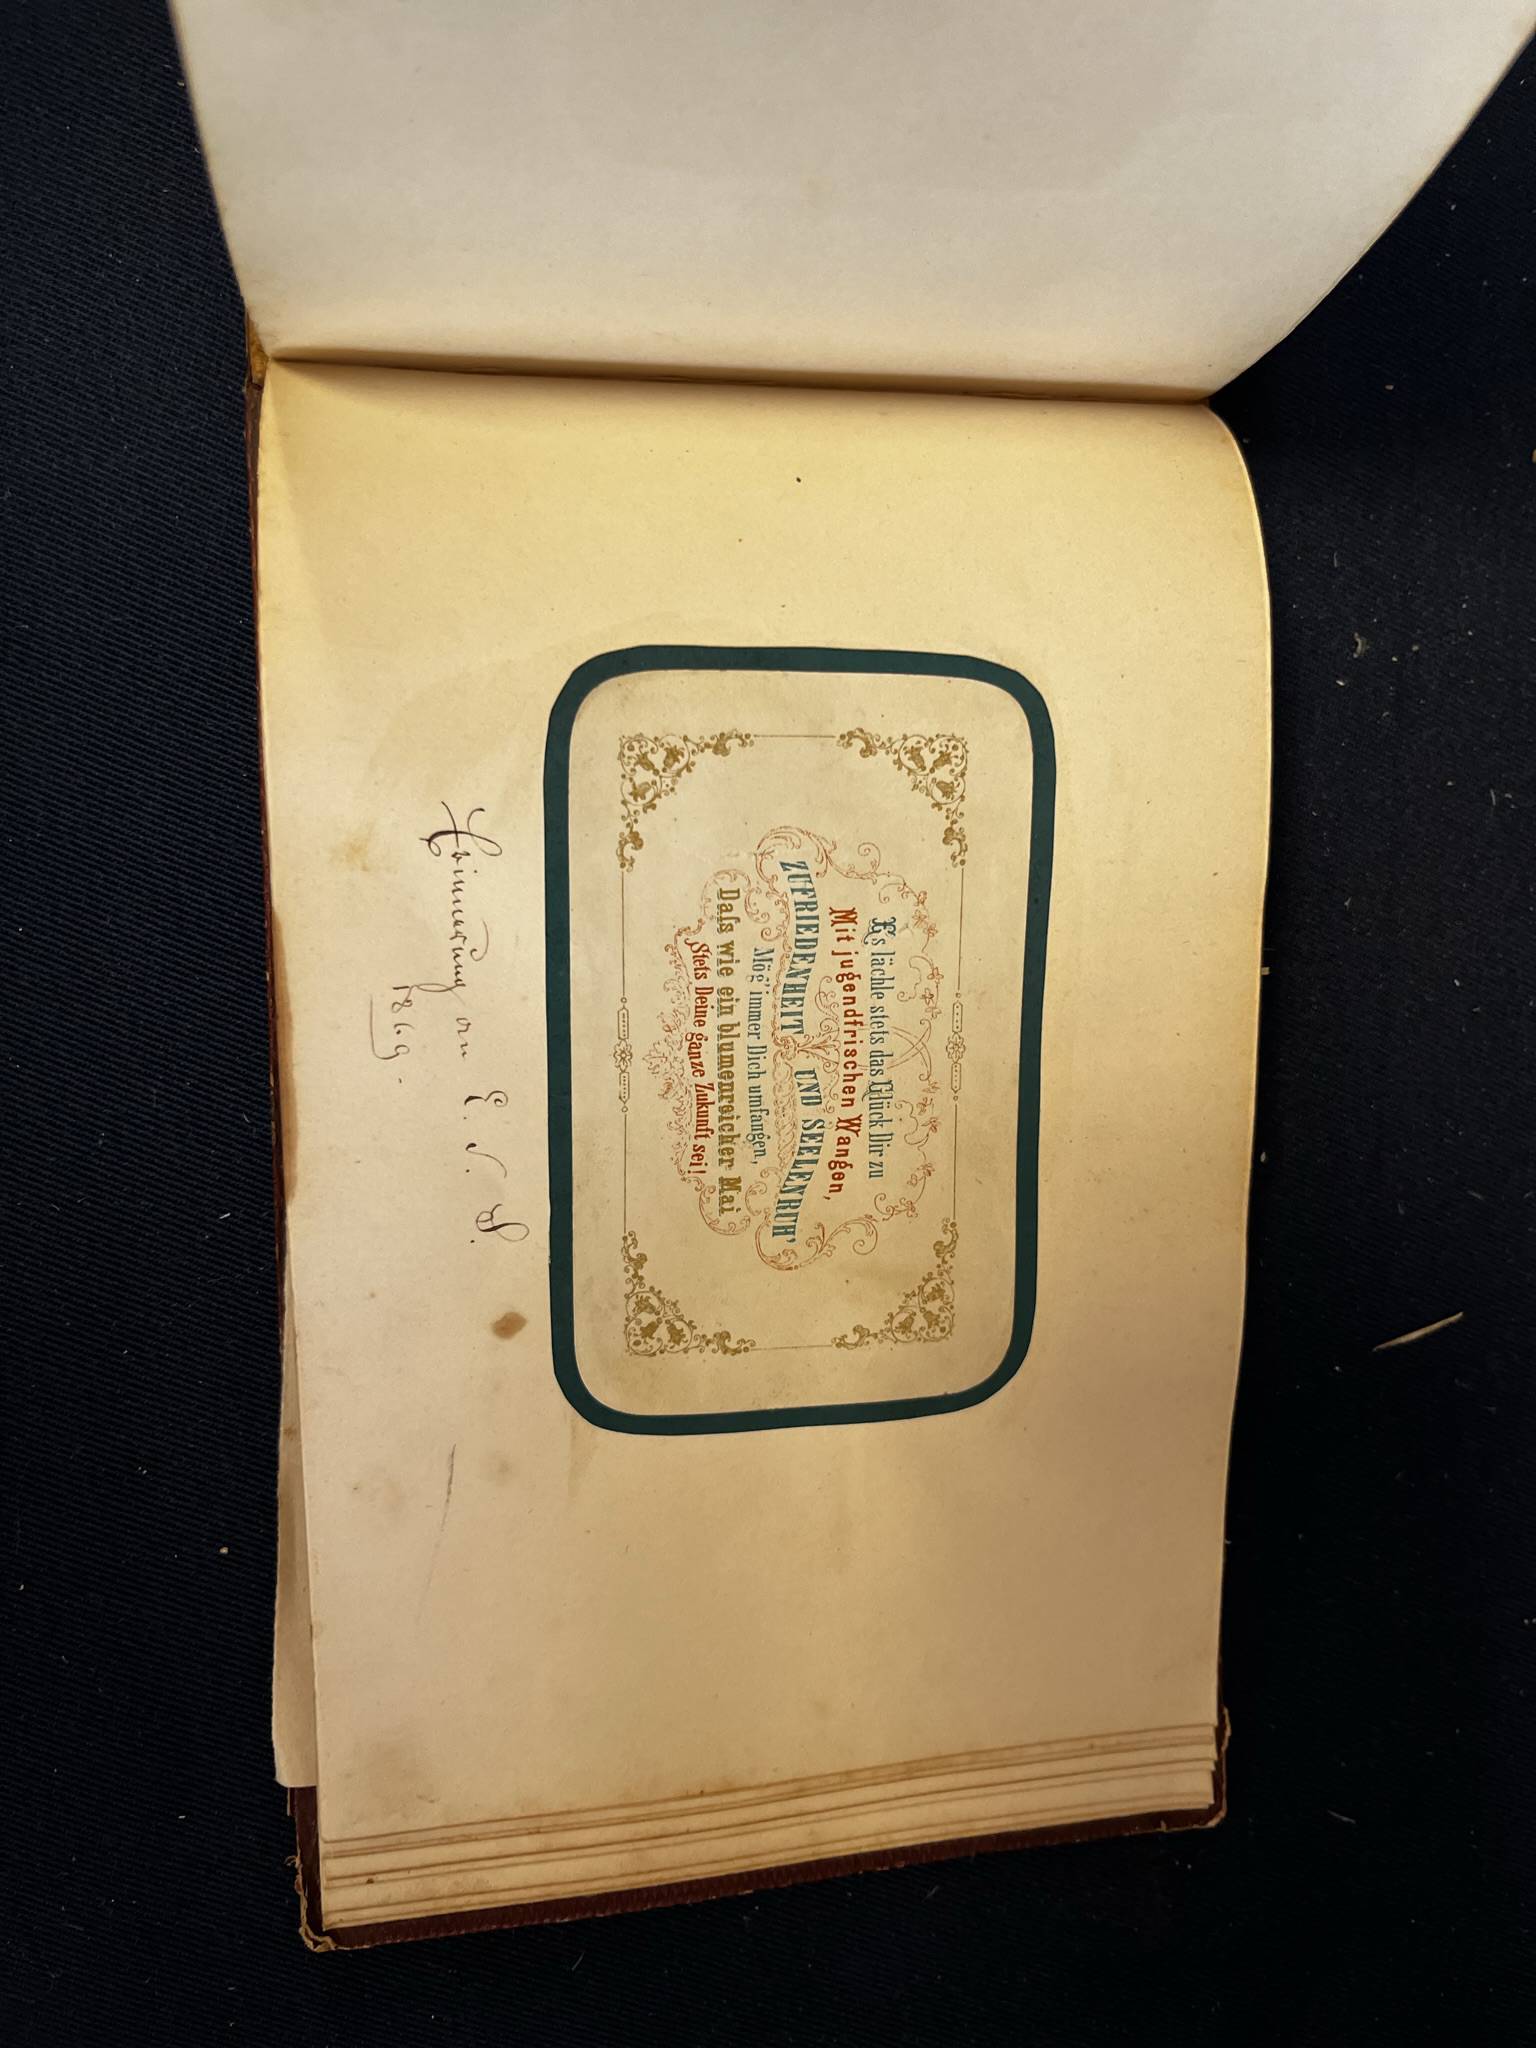 Es lächle stets das Glück Dir zu
Mit jugendfrischen Wangen,
ZUFRIEDENHEIT UND SEELENRUH'
Mög' immer Dich umfangen,
Daſs wie ein blumenreicher Mai
Stets Deine ganze Zukunft sei!
Erinnerung von E. v. S.
1869.